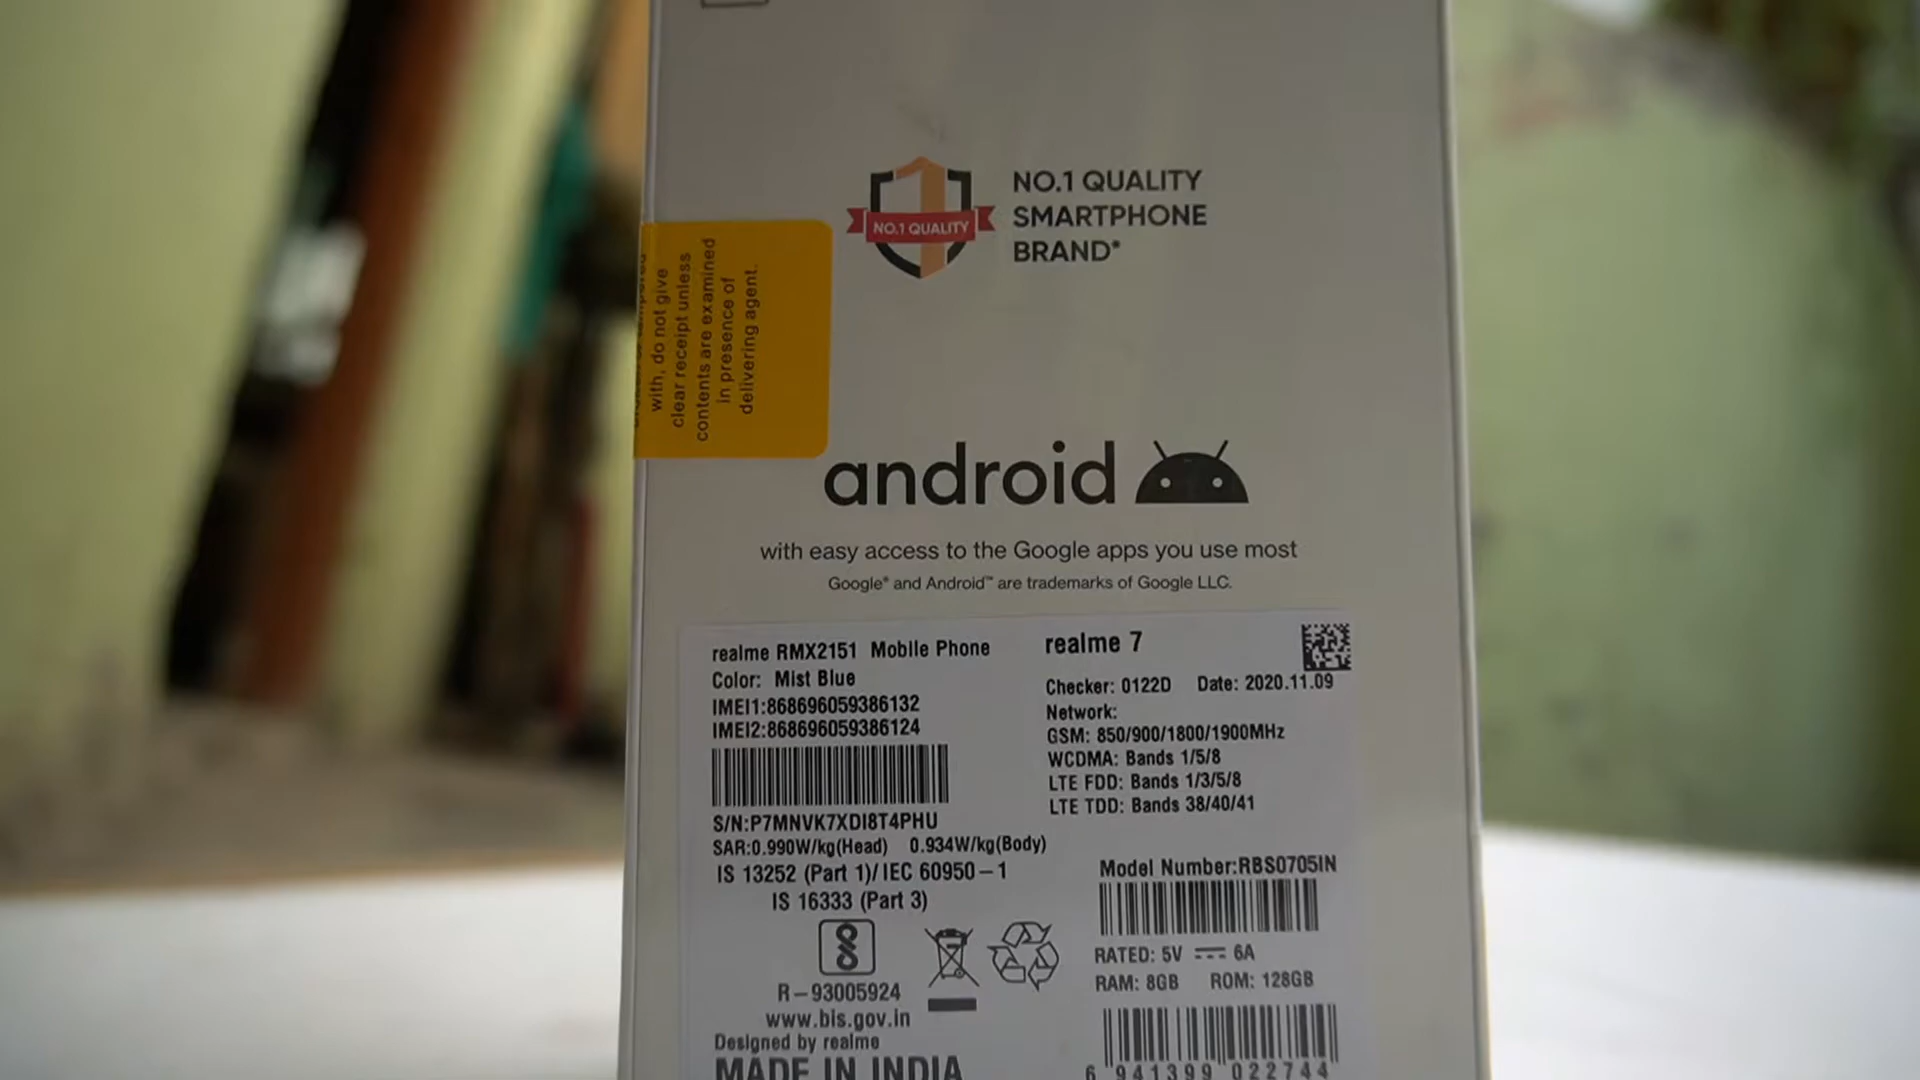 NO.1 QUALITY
NO.1 QUALITY
SMARTPHONE
BRAND*
with, do not give
clear receipt unless
contents are examined
in presence of
delivering agent.
android
with easy access to the Google apps you use most
Google® and Android™ are trademarks of Google LLC.
realme RMX2151 Mobile Phone
Color: Mist Blue
IMEI1:868696059386132
IMEI2:868696059386124
S/N:P7MNVK7XDI8T4PHU
SAR:0.990W/kg(Head) 0.934W/kg(Body)
IS 13252 (Part 1)/ IEC 60950-1
IS 16333 (Part 3)
R-93005924
www.bis.gov.in
Designed by realme
MADE IN INDIA
realme 7
Checker: 0122D Date: 2020.11.09
Network:
GSM: 850/900/1800/1900MHz
WCDMA: Bands 1/5/8
LTE FDD: Bands 1/3/5/8
LTE TDD: Bands 38/40/41
Model Number:RBS0705IN
RATED: 5V 6A
RAM: 8GB ROM: 128GB
6 941399 022744